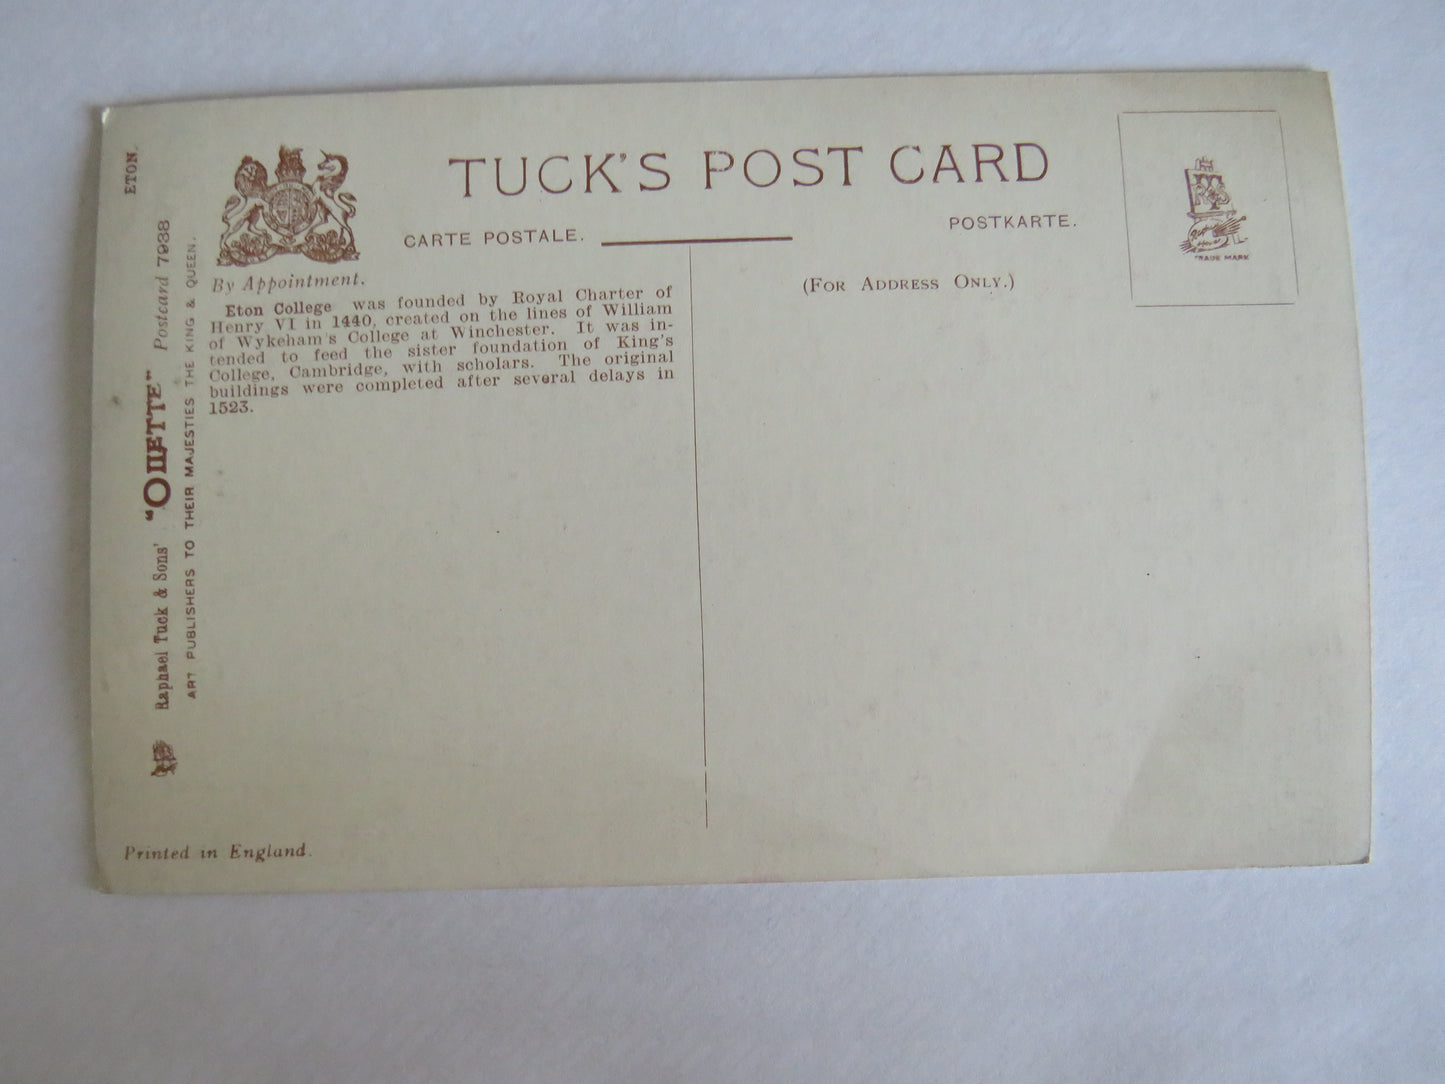 TUCK'S POST CARD
CARTE POSTALE.
POSTKARTE.
By Appointment.
(FOR ADDRESS ONLY.)
TRADE MARK
Eton College was founded by Royal Charter of
Henry VI in 1440, created on the lines of William
of Wykeham's College at Winchester. It was in-
tended to feed the sister foundation of King's
College, Cambridge, with scholars. The original
buildings were completed after several delays in
1523.
ETON.
Raphael Tuck & Sons' "OILETTE" Postcard 7938
ART PUBLISHERS TO THEIR MAJESTIES THE KING & QUEEN.
Printed in England.